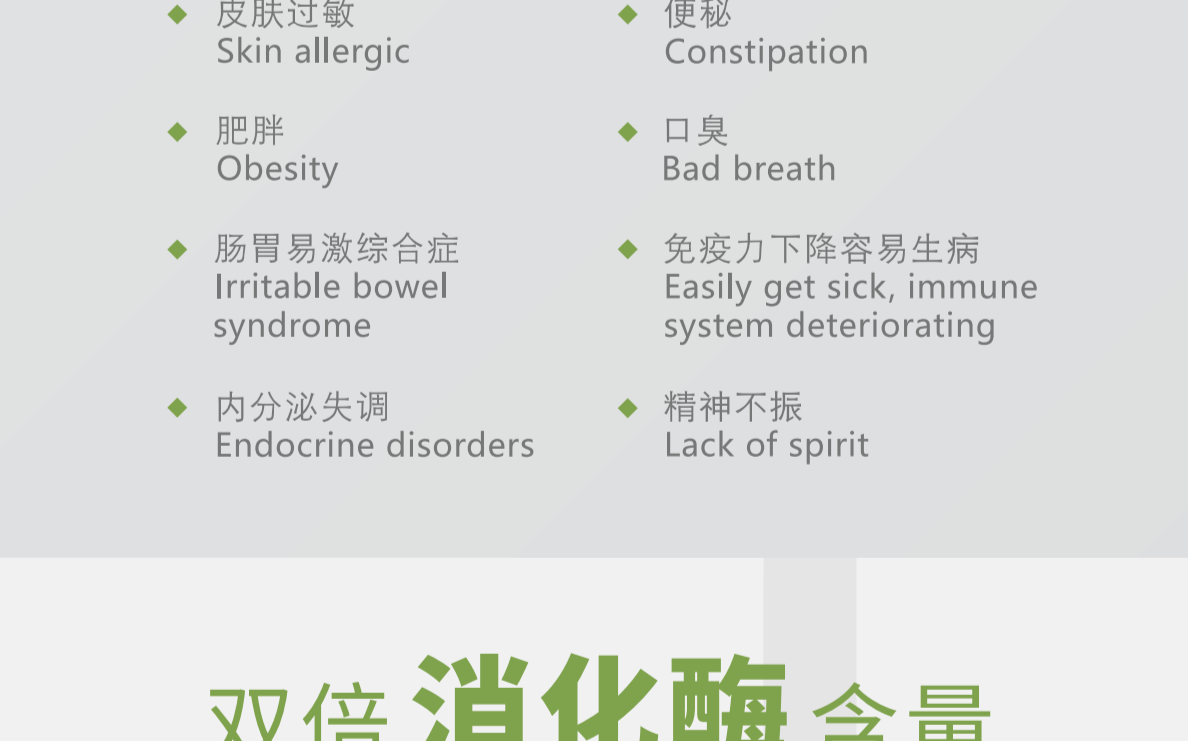 皮肤过敏
Skin allergic
便秘
Constipation
肥胖
Obesity
口臭
Bad breath
肠胃易激综合症
Irritable bowel
syndrome
免疫力下降容易生病
Easily get sick, immune
system deteriorating
内分泌失调
Endocrine disorders
精神不振
Lack of spirit
双倍消化酶含量